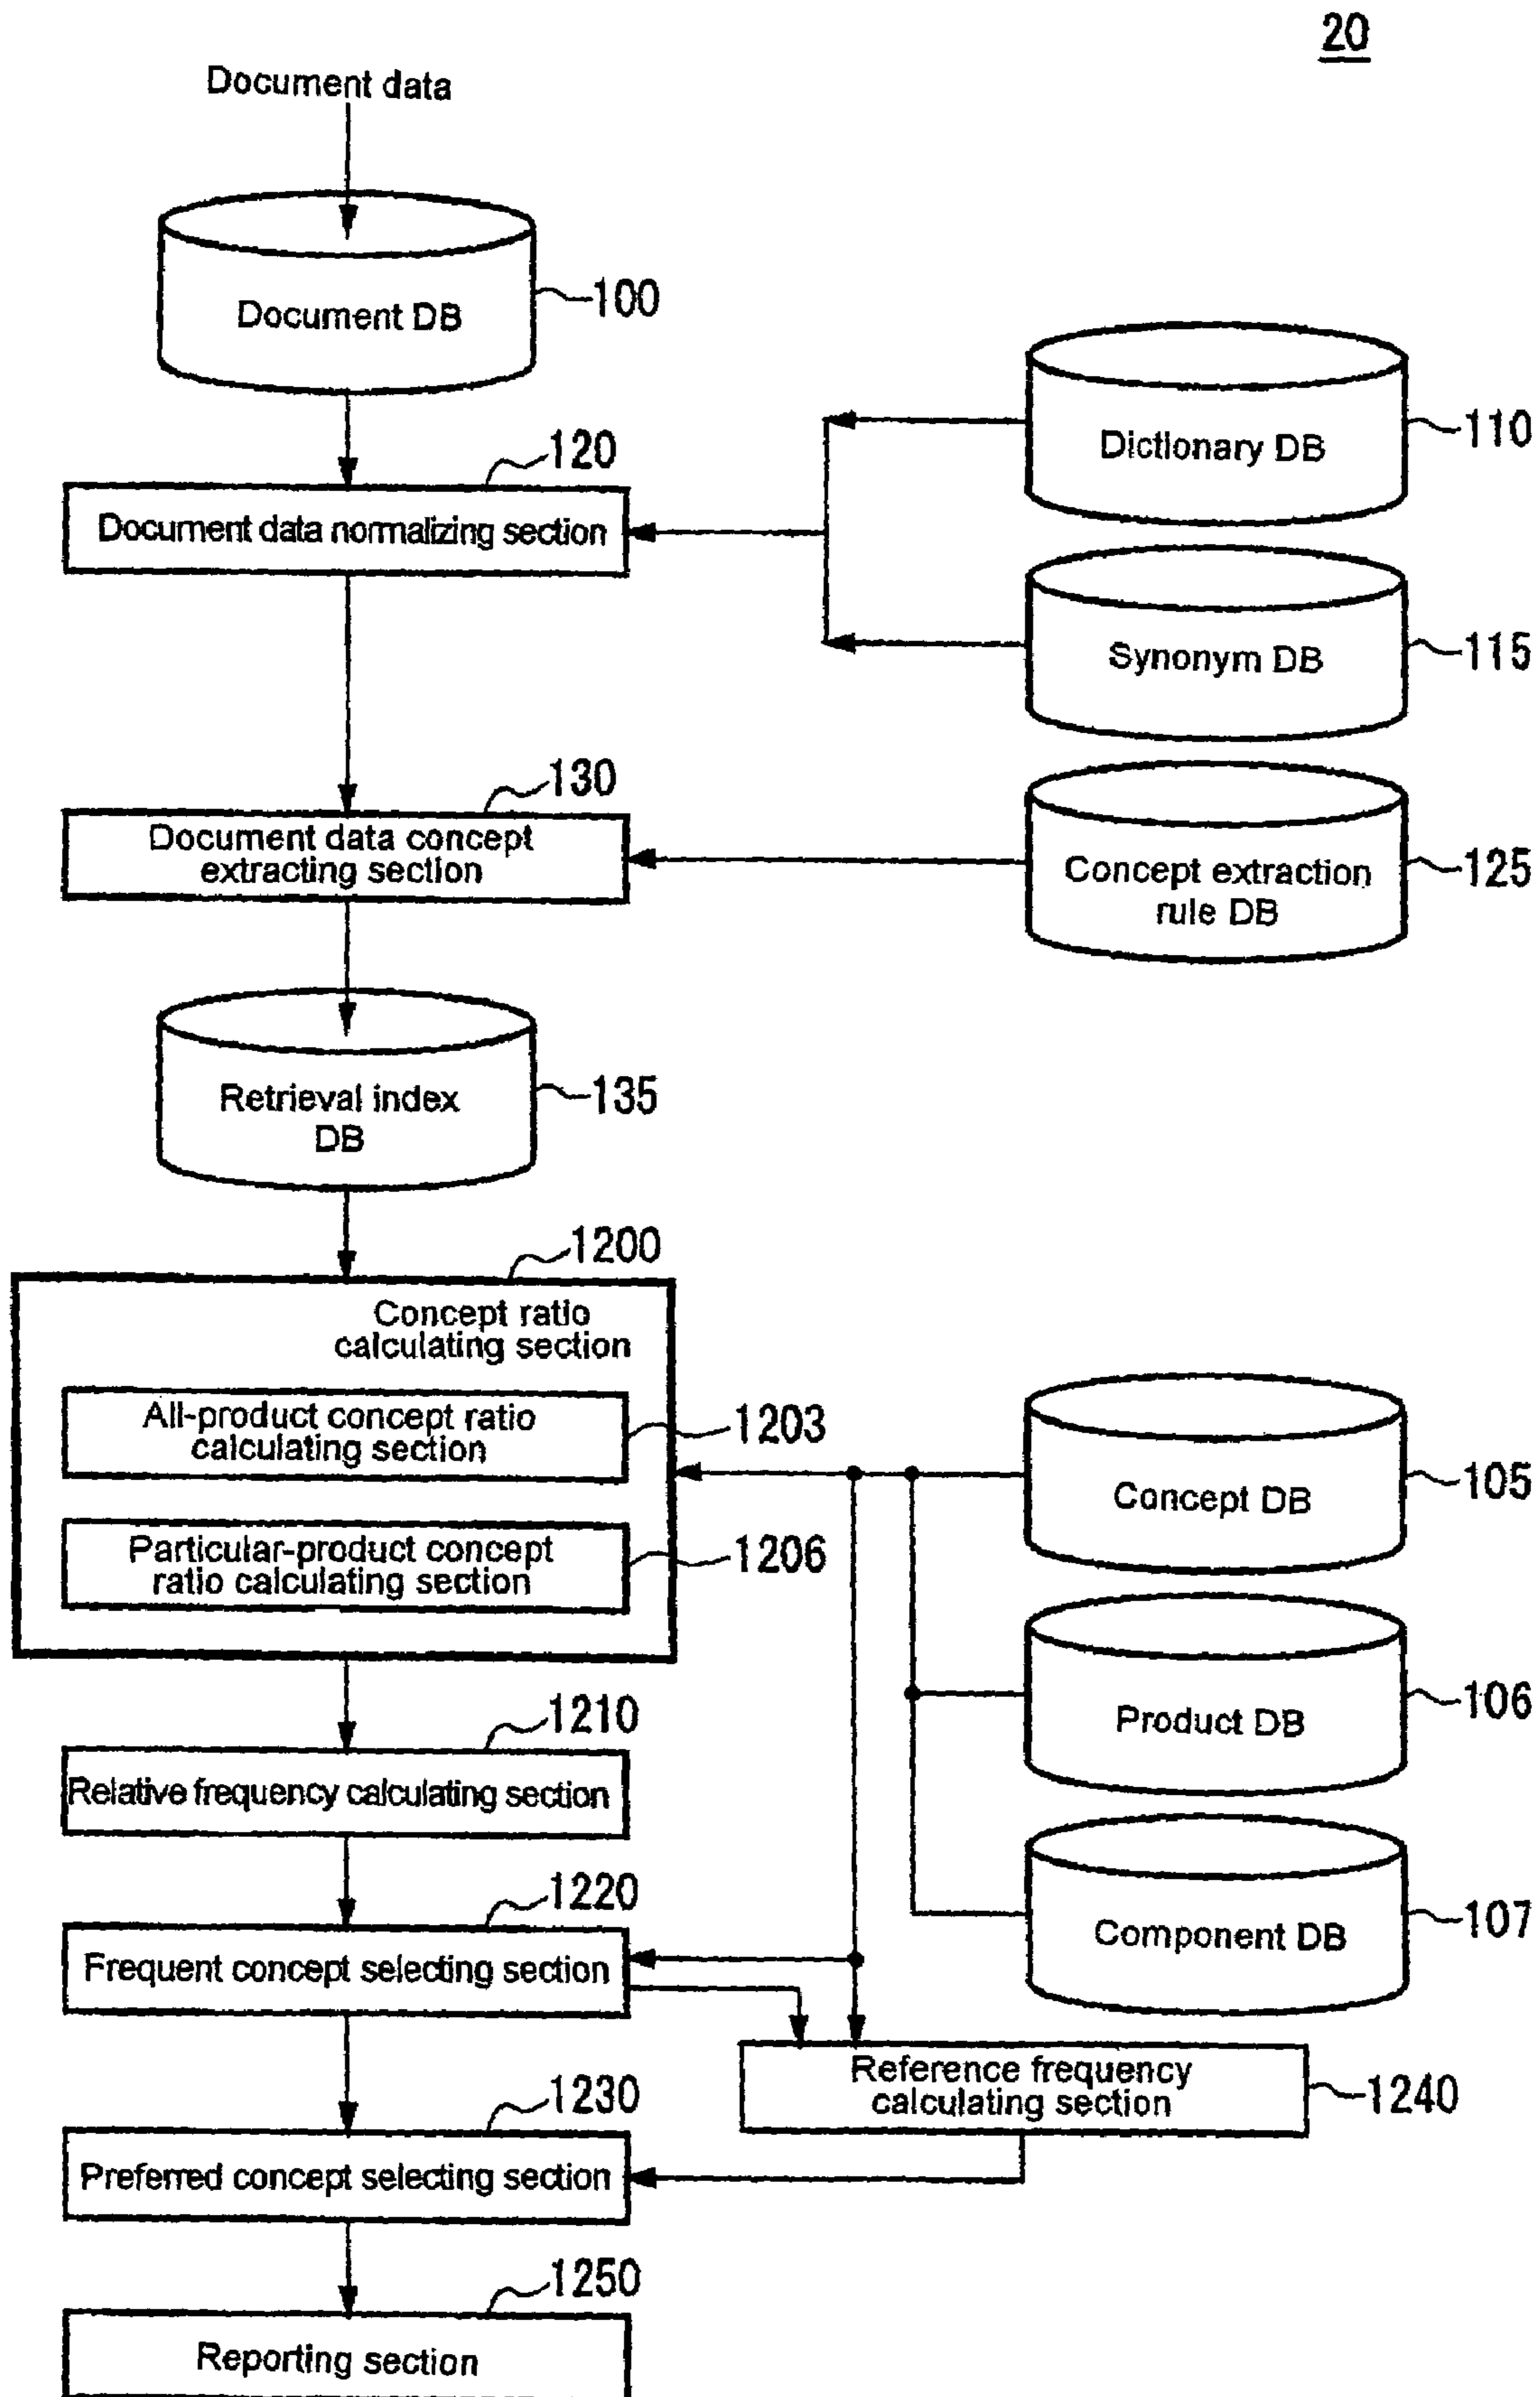 20
Document data
Document DB
100
Dictionary DB
110
120
Document data normalizing section
Synonym DB
115
130
Document data concept
extracting section
Concept extraction
rule DB
125
Retrieval index
DB
135
1200
Concept ratio
calculating section
All-product concept ratio
calculating section
1203
Concept DB
105
Particular-product concept
ratio calculating section
1206
Product DB
106
1210
Relative frequency calculating section
1220
Frequent concept selecting section
Component DB
107
Reference frequency
calculating section
1240
1230
Preferred concept selecting section
1250
Reporting section